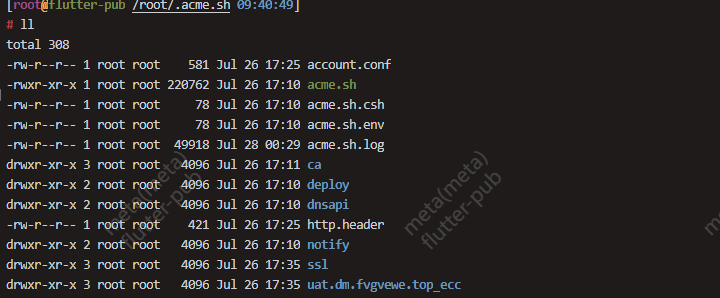 [root@flutter-pub /root/.acme.sh 09:40:49]
# ll
total 308
-rw-r--r-- 1 root root    581 Jul 26 17:25 account.conf
-rwxr-xr-x 1 root root 220762 Jul 26 17:10 acme.sh
-rw-r--r-- 1 root root     78 Jul 26 17:10 acme.sh.csh
-rw-r--r-- 1 root root     78 Jul 26 17:10 acme.sh.env
-rw-r--r-- 1 root root  49918 Jul 28 00:29 acme.sh.log
drwxr-xr-x 3 root root   4096 Jul 26 17:11 ca
drwxr-xr-x 2 root root   4096 Jul 26 17:10 deploy
drwxr-xr-x 2 root root   4096 Jul 26 17:10 dnsapi
-rw-r--r-- 1 root root    421 Jul 26 17:25 http.header
drwxr-xr-x 2 root root   4096 Jul 26 17:10 notify
drwxr-xr-x 3 root root   4096 Jul 26 17:35 ssl
drwxr-xr-x 3 root root   4096 Jul 26 17:35 uat.dm.fvgvewe.top_ecc
meta(meta)
flutter-pub
meta(meta)
flutter-pub